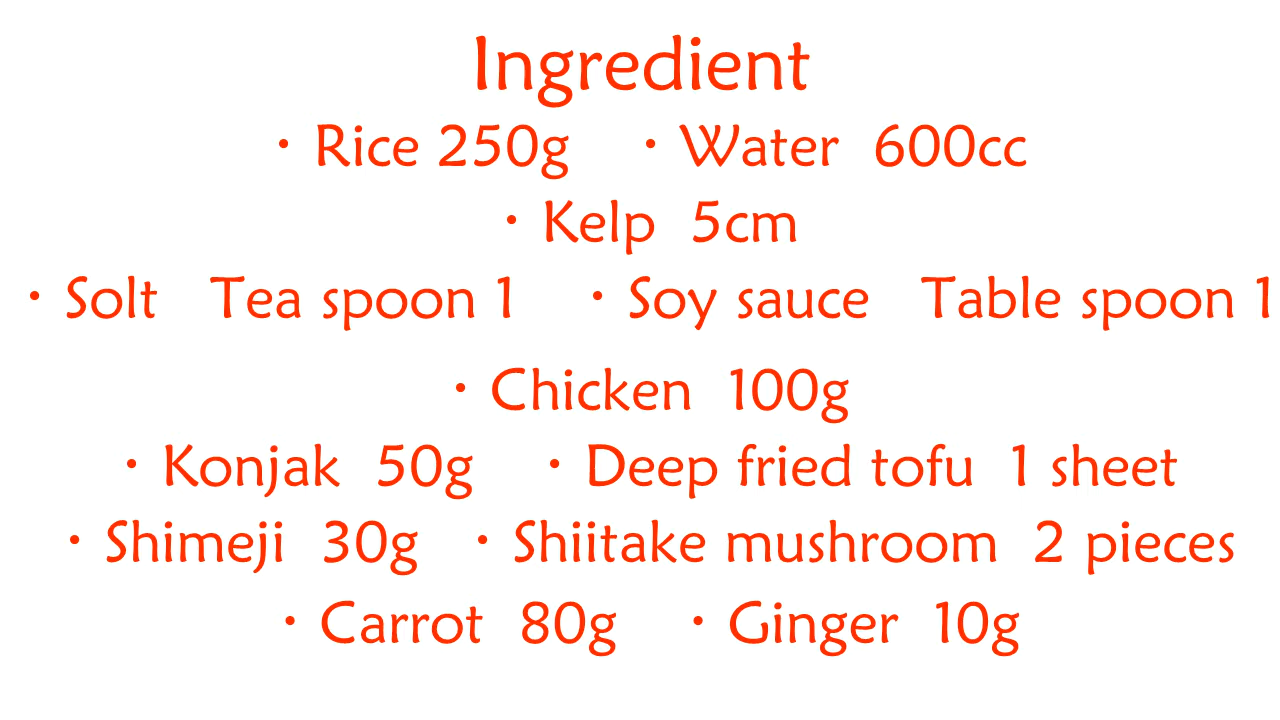 Ingredient
・Rice 250g ・Water 600cc
・Kelp 5cm
・Solt Tea spoon 1 ・Soy sauce Table spoon 1
・Chicken 100g
・Konjak 50g ・Deep fried tofu 1 sheet
・Shimeji 30g ・Shiitake mushroom 2 pieces
・Carrot 80g ・Ginger 10g